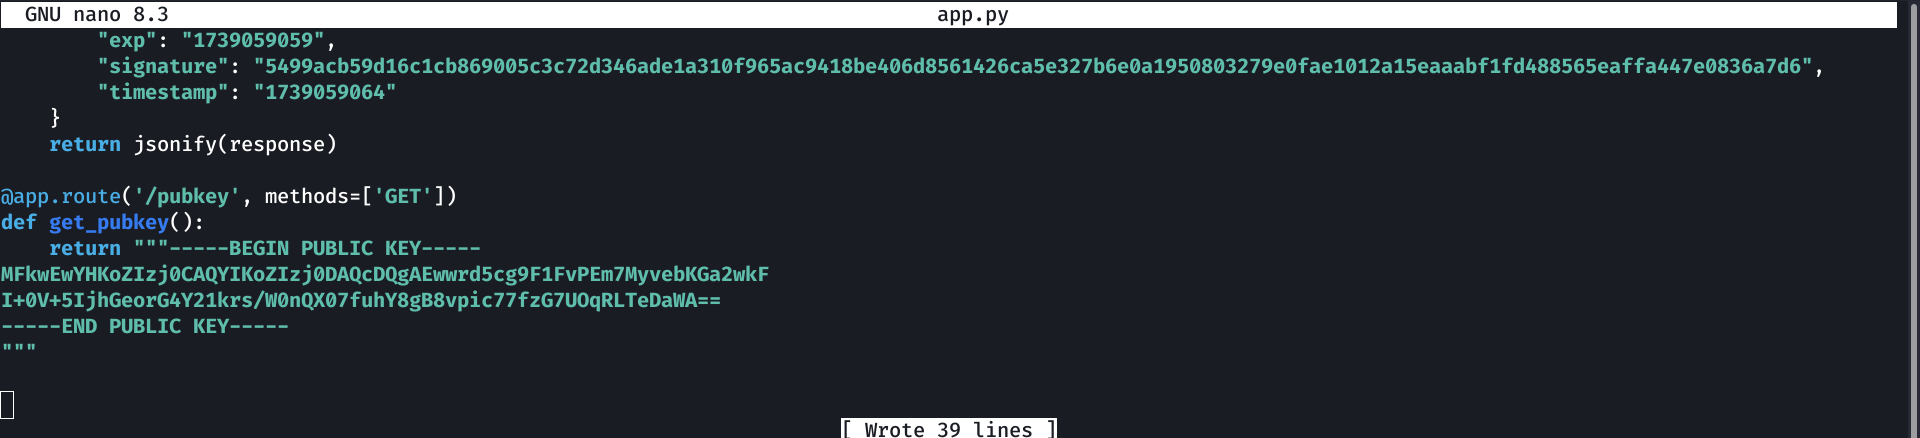 GNU nano 8.3 app.py
        "exp": "1739059059",
        "signature": "5499acb59d16c1cb869005c3c72d346ade1a310f965ac9418be406d8561426ca5e327b6e0a1950803279e0fae1012a15eaaabf1fd488565eaffa447e0836a7d6",
        "timestamp": "1739059064"
    }
    return jsonify(response)
@app.route('/pubkey', methods=['GET'])
def get_pubkey():
    return """-----BEGIN PUBLIC KEY-----
MFkwEwYHKoZIzj0CAQYIKoZIzj0DAQcDQgAEwwrd5cg9F1FvPEm7MyvebKGa2wkF
I+0V+5IjhGeorG4Y21krs/W0nQX07fuhY8gB8vpic77fzG7UOqRLTeDaWA==
-----END PUBLIC KEY-----
"""
[ Wrote 39 lines ]